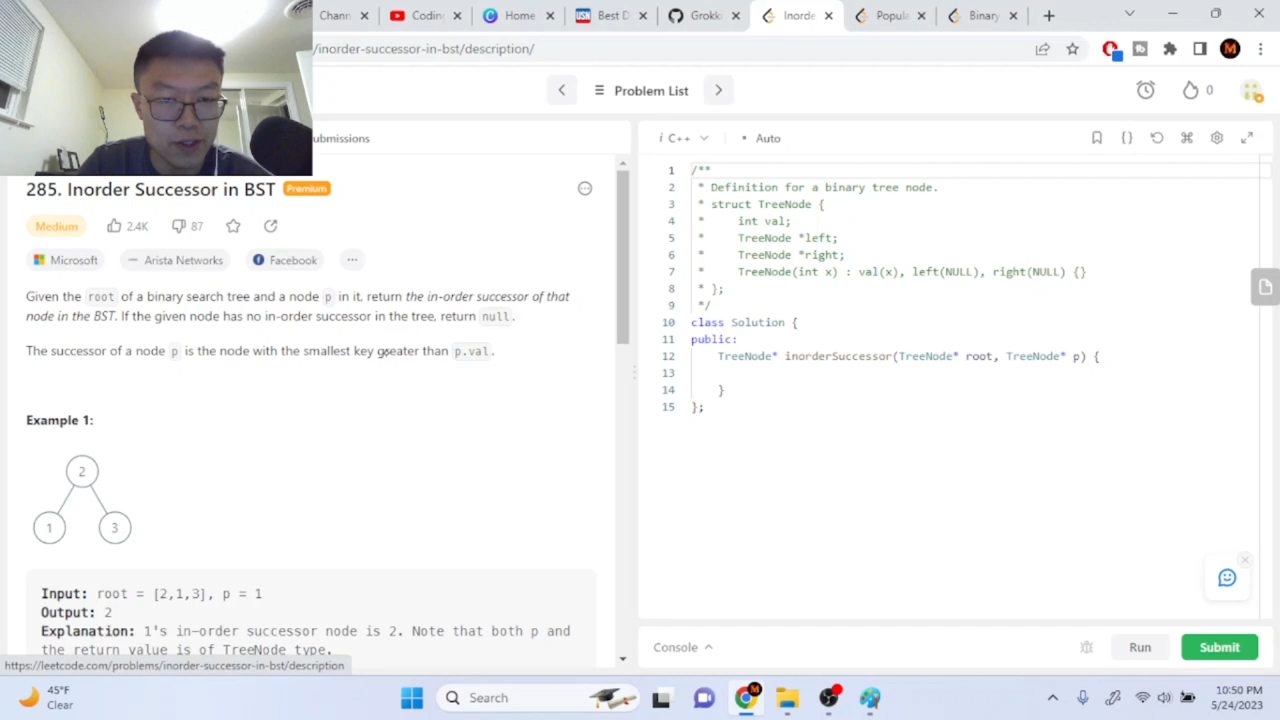 Chann
Coding
Home
Best D
Grokk
Inorde
Popula
Binary
/inorder-successor-in-bst/description/
Problem List
0
ubmissions
i C++
• Auto
285. Inorder Successor in BST
Premium
Medium
2.4K
87
Microsoft
Arista Networks
Facebook
Given the root of a binary search tree and a node p in it, return the in-order successor of that
node in the BST. If the given node has no in-order successor in the tree, return null.
The successor of a node p is the node with the smallest key greater than p.val.
Example 1:
2
1
3
Input: root = [2,1,3], p = 1
Output: 2
Explanation: 1's in-order successor node is 2. Note that both p and
the return value is of TreeNode type.
1 /**
2  * Definition for a binary tree node.
3  * struct TreeNode {
4  *     int val;
5  *     TreeNode *left;
6  *     TreeNode *right;
7  *     TreeNode(int x) : val(x), left(NULL), right(NULL) {}
8  * };
9  */
10 class Solution {
11 public:
12     TreeNode* inorderSuccessor(TreeNode* root, TreeNode* p) {
13
14     }
15 };
Console
Run
Submit
https://leetcode.com/problems/inorder-successor-in-bst/description
45°F
Clear
Search
10:50 PM
5/24/2023